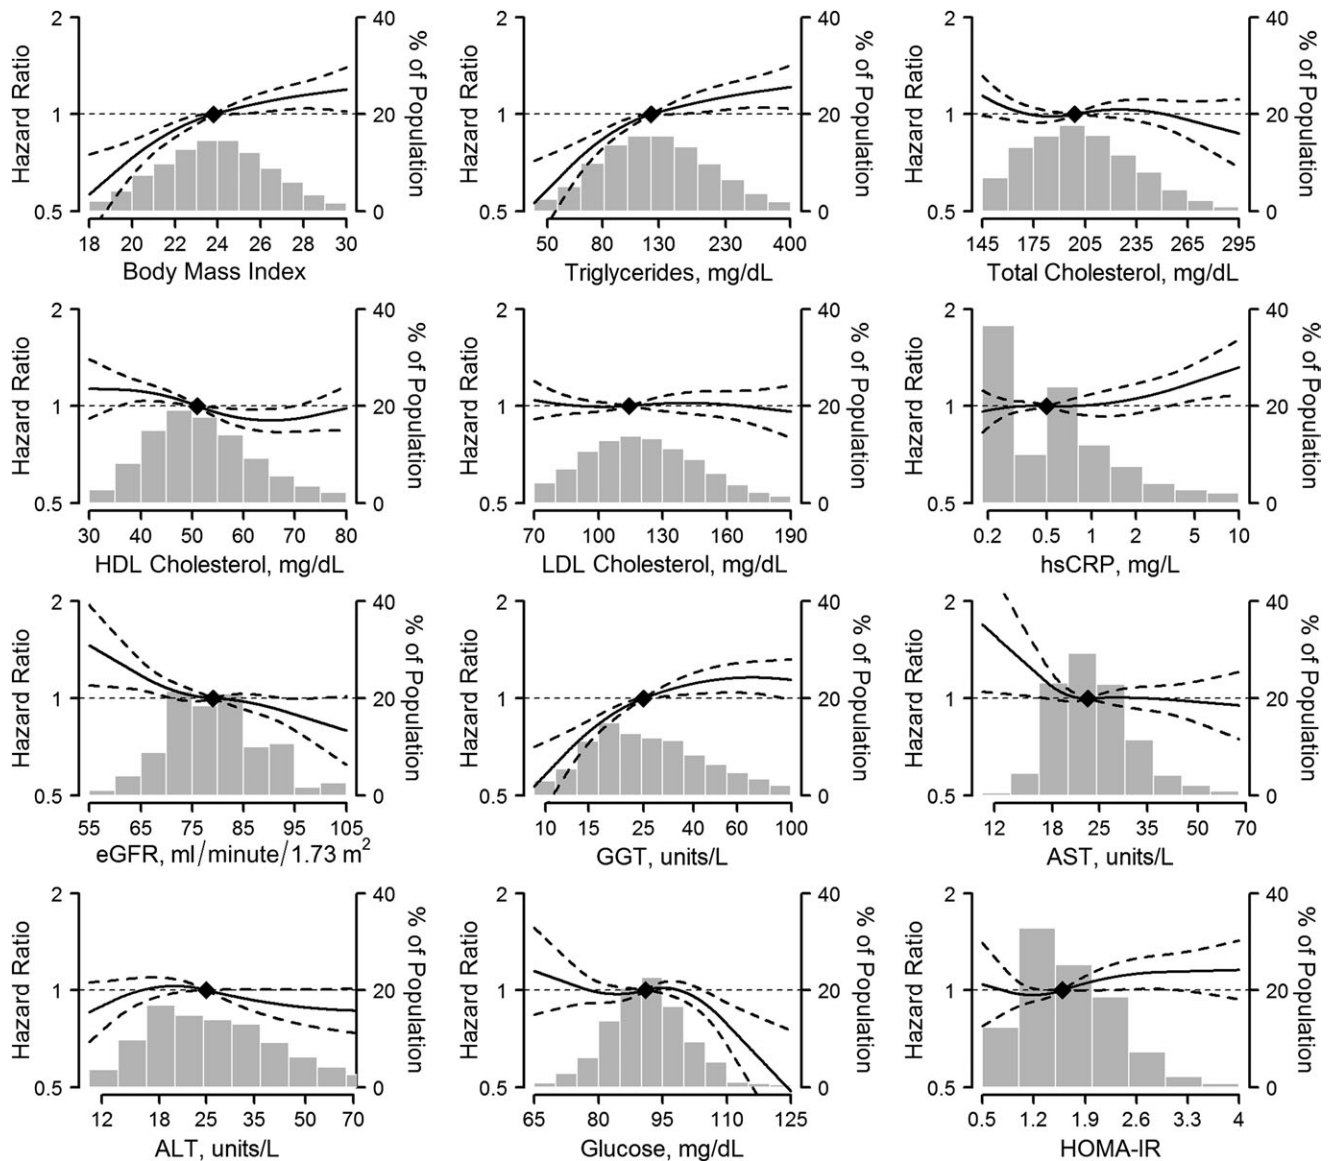 2 40 2 40 2 40
Hazard Ratio % of Population Hazard Ratio % of Population Hazard Ratio % of Population
1 20 1 20 1 20
0.5 0 0.5 0 0.5 0
18 20 22 24 26 28 30 50 80 130 230 400 145 175 205 235 265 295
Body Mass Index Triglycerides, mg/dL Total Cholesterol, mg/dL
2 40 2 40 2 40
Hazard Ratio % of Population Hazard Ratio % of Population Hazard Ratio % of Population
1 20 1 20 1 20
0.5 0 0.5 0 0.5 0
30 40 50 60 70 80 70 100 130 160 190 0.2 0.5 1 2 5 10
HDL Cholesterol, mg/dL LDL Cholesterol, mg/dL hsCRP, mg/L
2 40 2 40 2 40
Hazard Ratio % of Population Hazard Ratio % of Population Hazard Ratio % of Population
1 20 1 20 1 20
0.5 0 0.5 0 0.5 0
55 65 75 85 95 105 10 15 25 40 60 100 12 18 25 35 50 70
eGFR, ml/minute/1.73 m² GGT, units/L AST, units/L
2 40 2 40 2 40
Hazard Ratio % of Population Hazard Ratio % of Population Hazard Ratio % of Population
1 20 1 20 1 20
0.5 0 0.5 0 0.5 0
12 18 25 35 50 70 65 80 95 110 125 0.5 1.2 1.9 2.6 3.3 4
ALT, units/L Glucose, mg/dL HOMA-IR